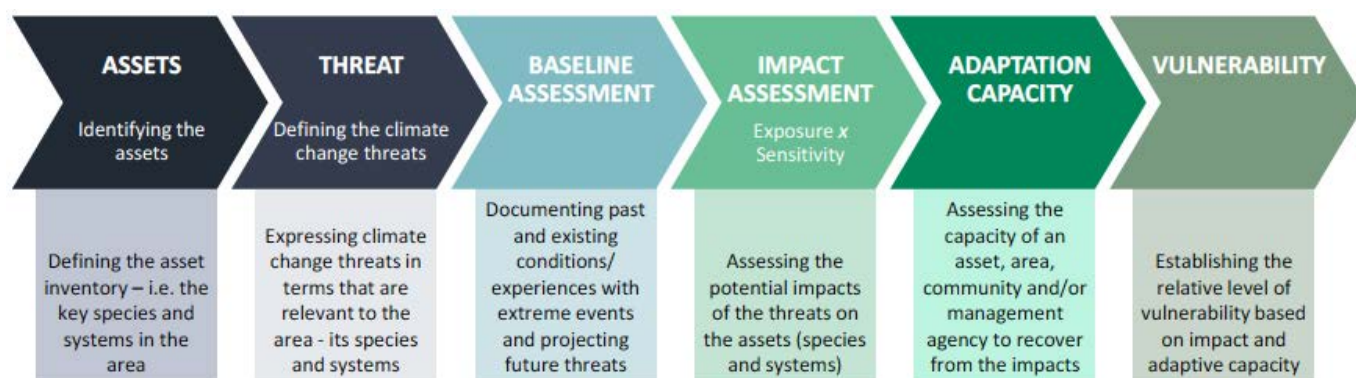 ASSETS
Identifying the
assets
THREAT
Defining the climate
change threats
BASELINE
ASSESSMENT
IMPACT
ASSESSMENT
Exposure x
Sensitivity
ADAPTATION
CAPACITY
VULNERABILITY
Defining the asset
inventory – i.e. the
key species and
systems in the
area
Expressing climate
change threats in
terms that are
relevant to the
area - its species
and systems
Documenting past
and existing
conditions/
experiences with
extreme events
and projecting
future threats
Assessing the
potential impacts
of the threats on
the assets (species
and systems)
Assessing the
capacity of an
asset, area,
community and/or
management
agency to recover
from the impacts
Establishing the
relative level of
vulnerability based
on impact and
adaptive capacity